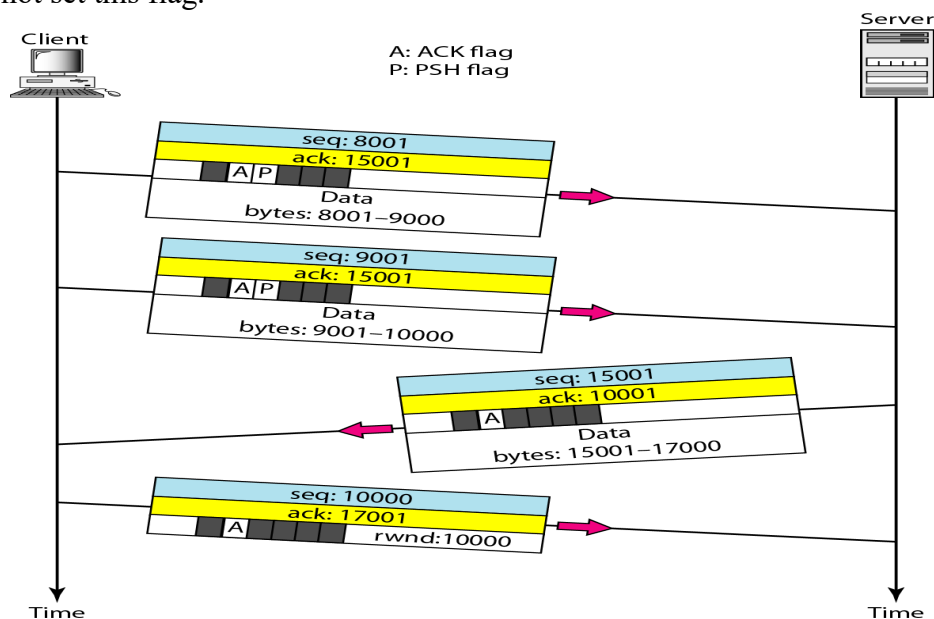 not set this flag.
Server
Client
A: ACK flag
P: PSH flag
seq: 8001
ack: 15001
A P
Data
bytes: 8001–9000
seq: 9001
ack: 15001
A P
Data
bytes: 9001–10000
seq: 15001
ack: 10001
A
Data
bytes: 15001–17000
seq: 10000
ack: 17001
A
rwnd:10000
Time
Time